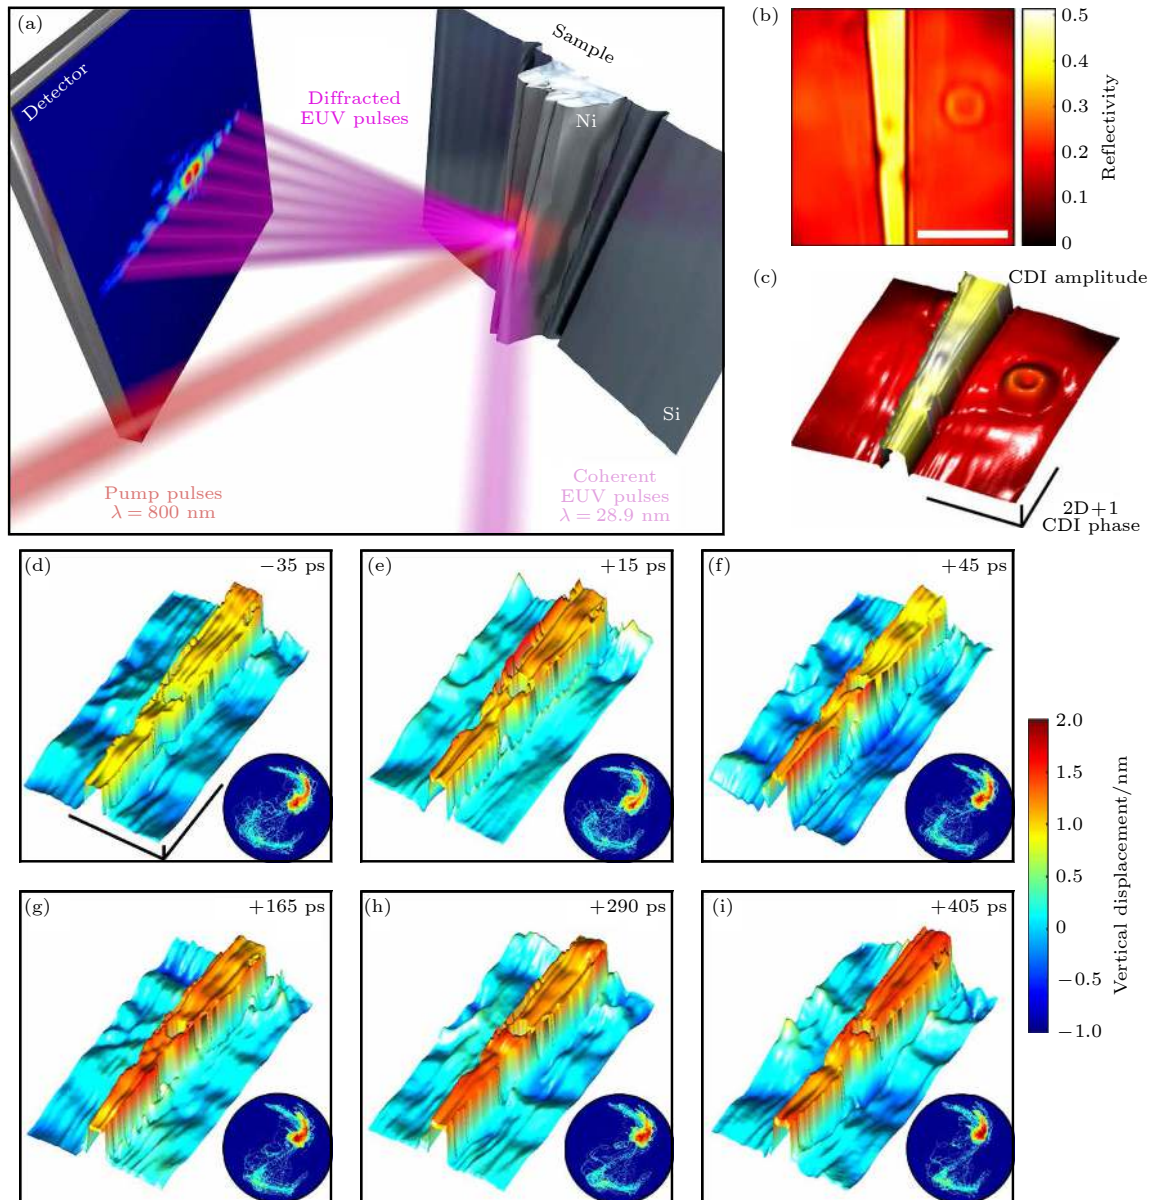 (a)
Detector
Diffracted
EUV pulses
Sample
Ni
Si
Pump pulses
λ = 800 nm
Coherent
EUV pulses
λ = 28.9 nm
(b)
0.5
0.4
0.3
0.2
0.1
0
Reflectivity
(c)
CDI amplitude
2D+1
CDI phase
(d)
−35 ps
(e)
+15 ps
(f)
+45 ps
(g)
+165 ps
(h)
+290 ps
(i)
+405 ps
2.0
1.5
1.0
0.5
0
−0.5
−1.0
Vertical displacement/nm